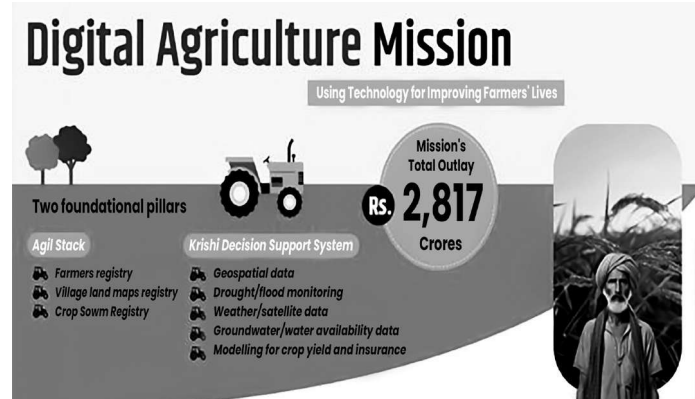 Digital Agriculture Mission
Using Technology for Improving Farmers' Lives
Mission's
Total Outlay
Rs. 2,817
Crores
Two foundational pillars
Agil Stack
Farmers registry
Village land maps registry
Crop Sowm Registry
Krishi Decision Support System
Geospatial data
Drought/flood monitoring
Weather/satellite data
Groundwater/water availability data
Modelling for crop yield and insurance